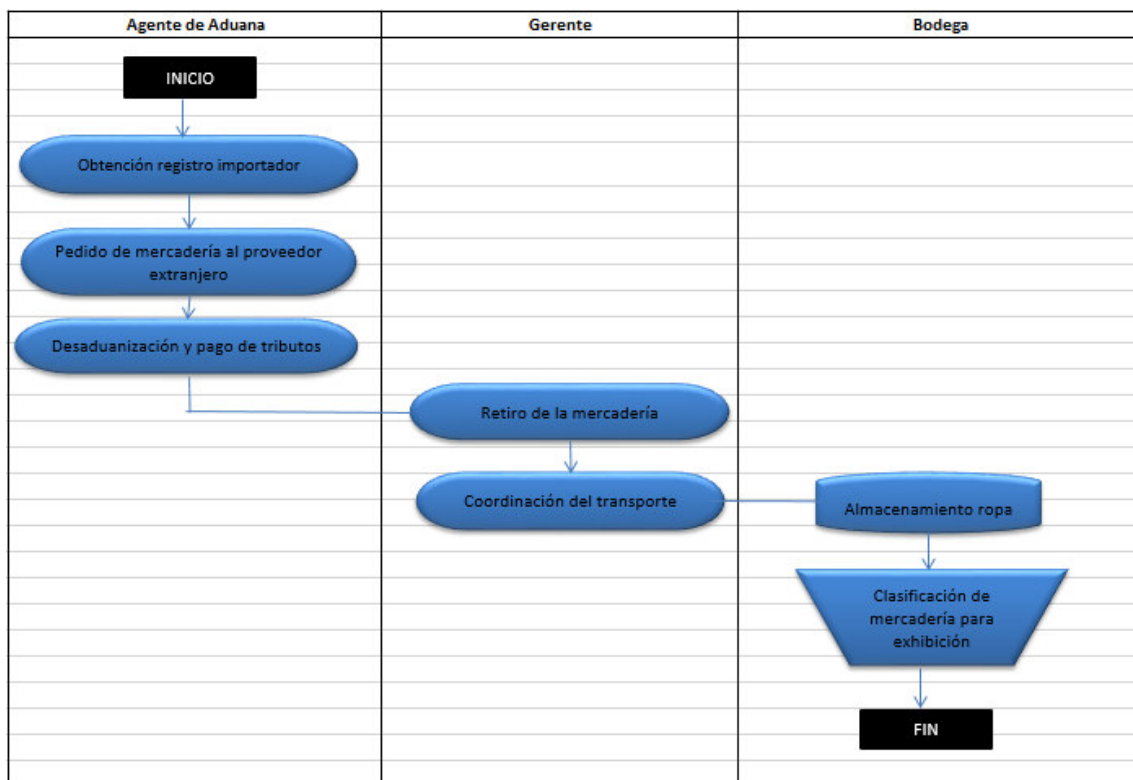 Agente de Aduana
Gerente
Bodega
INICIO
Obtención registro importador
Pedido de mercadería al proveedor
extranjero
Desaduanización y pago de tributos
Retiro de la mercadería
Coordinación del transporte
Almacenamiento ropa
Clasificación de
mercadería para
exhibición
FIN